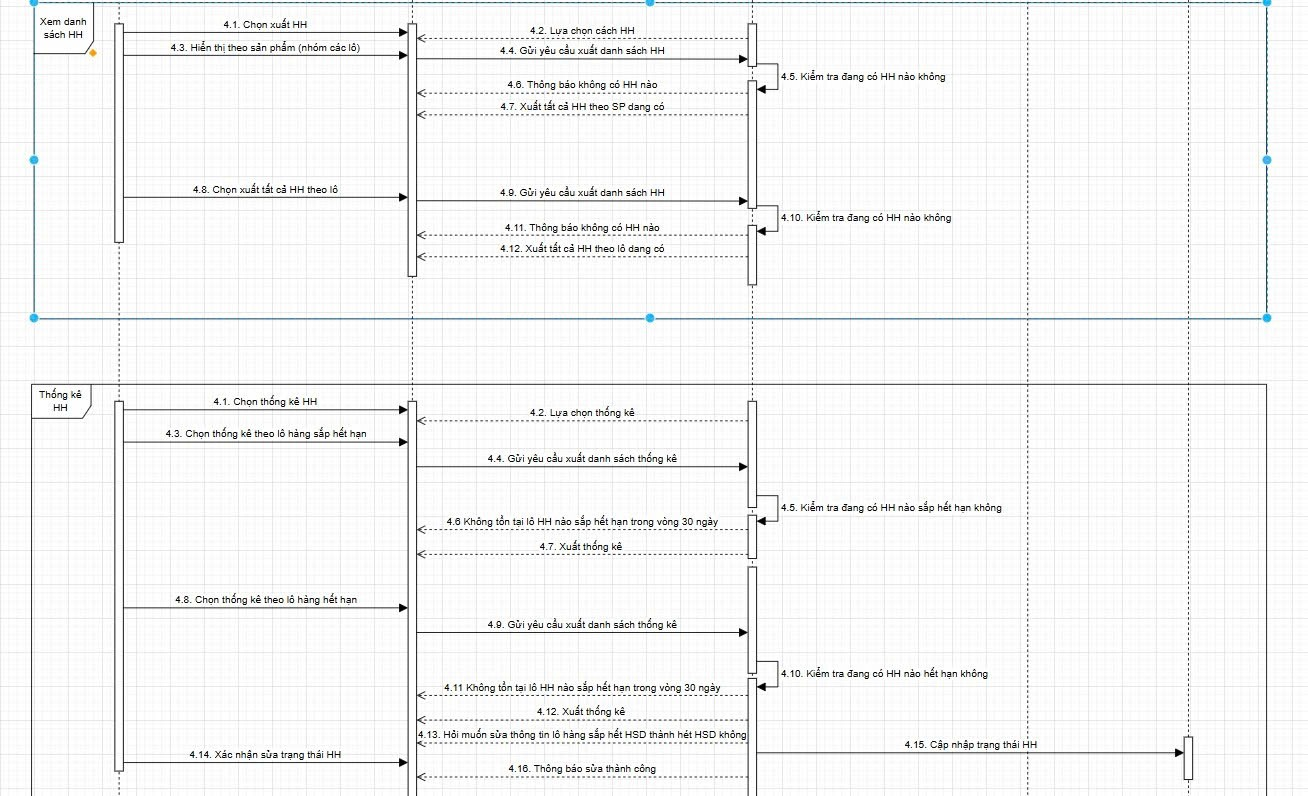 Xem danh
sách HH
4.1. Chọn xuất HH
4.2. Lựa chọn cách HH
4.3. Hiển thị theo sản phẩm (nhóm các lô)
4.4. Gửi yêu cầu xuất danh sách HH
4.5. Kiểm tra đang có HH nào không
4.6. Thông báo không có HH nào
4.7. Xuất tất cả HH theo SP dang có
4.8. Chọn xuất tất cả HH theo lô
4.9. Gửi yêu cầu xuất danh sách HH
4.10. Kiểm tra đang có HH nào không
4.11. Thông báo không có HH nào
4.12. Xuất tất cả HH theo lô dang có
Thống kê
HH
4.1. Chọn thống kê HH
4.2. Lựa chọn thống kê
4.3. Chọn thống kê theo lô hàng sắp hết hạn
4.4. Gửi yêu cầu xuất danh sách thống kê
4.5. Kiểm tra đang có HH nào sắp hết hạn không
4.6 Không tồn tại lô HH nào sắp hết hạn trong vòng 30 ngày
4.7. Xuất thống kê
4.8. Chọn thống kê theo lô hàng hết hạn
4.9. Gửi yêu cầu xuất danh sách thống kê
4.10. Kiểm tra đang có HH nào hết hạn không
4.11 Không tồn tại lô HH nào sắp hết hạn trong vòng 30 ngày
4.12. Xuất thống kê
4.13. Hỏi muốn sửa thông tin lô hàng sắp hết HSD thành hét HSD không
4.14. Xác nhận sửa trạng thái HH
4.15. Cập nhập trạng thái HH
4.16. Thông báo sửa thành công